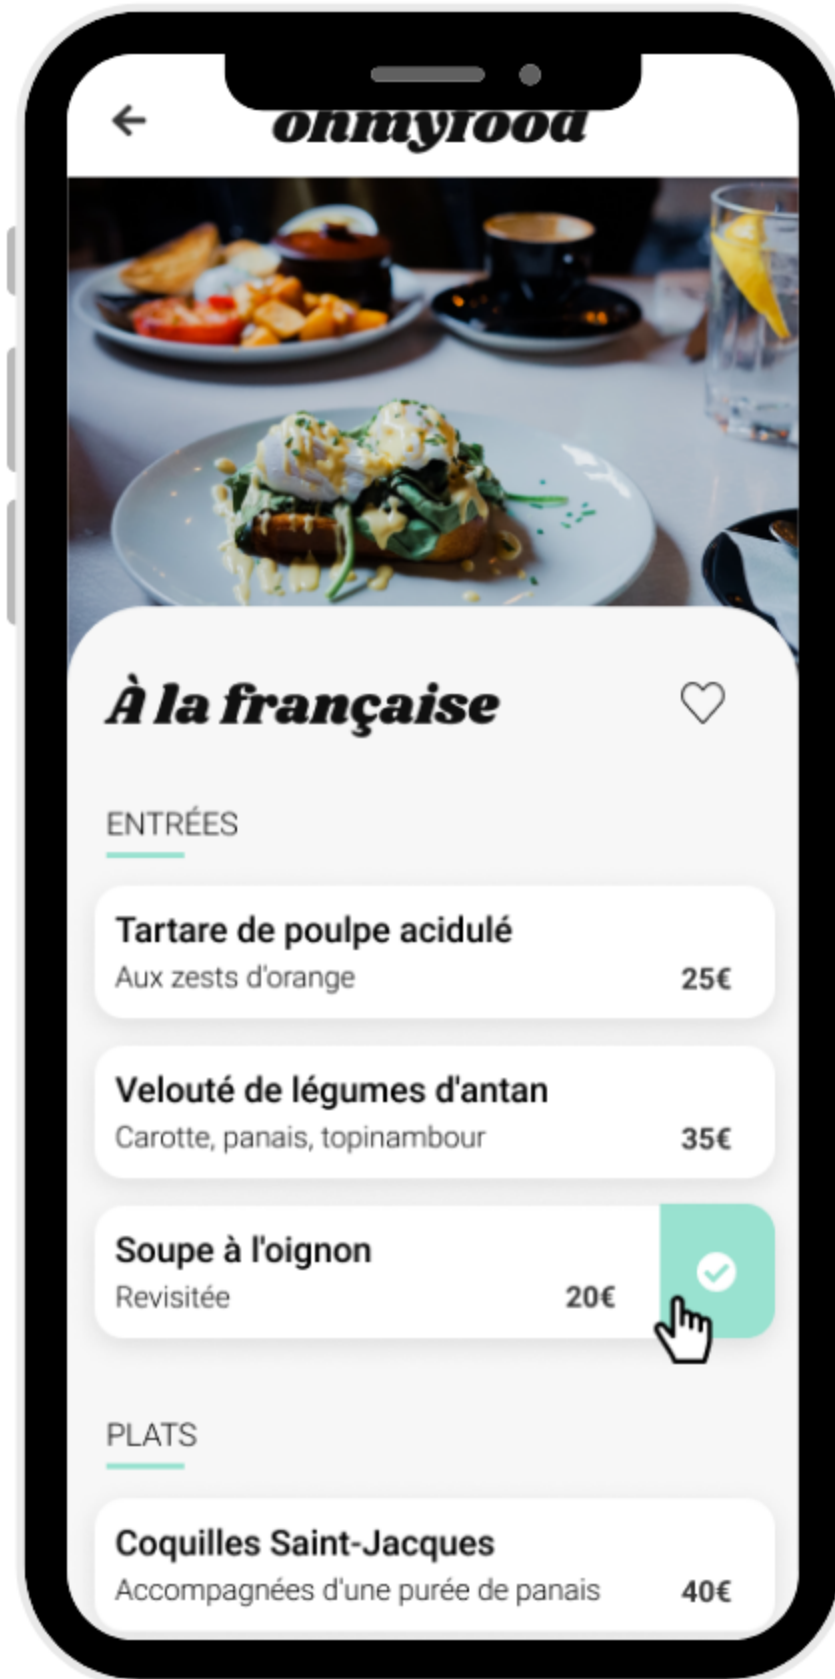 ohmyfood
À la française
ENTRÉES
Tartare de poulpe acidulé
Aux zests d'orange
25€
Velouté de légumes d'antan
Carotte, panais, topinambour
35€
Soupe à l'oignon
Revisitée
20€
PLATS
Coquilles Saint-Jacques
Accompagnées d'une purée de panais
40€